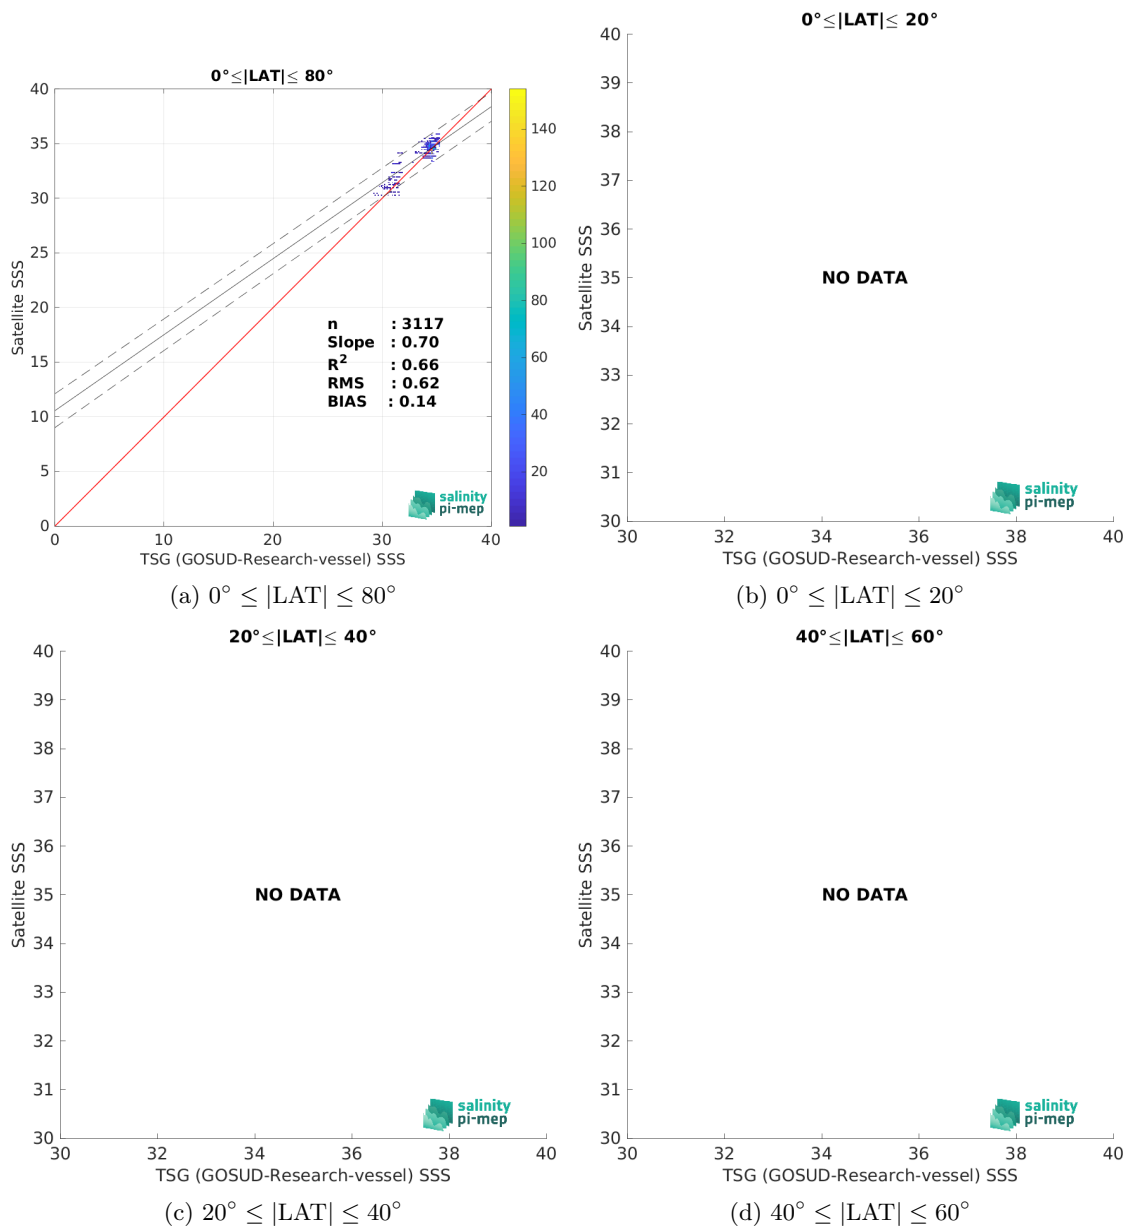 0°≤|LAT|≤ 80°
40
35
30
25
20
15
10
5
0
Satellite SSS
0
10
20
30
40
TSG (GOSUD-Research-vessel) SSS
140
120
100
80
60
40
20
n : 3117
Slope : 0.70
R² : 0.66
RMS : 0.62
BIAS : 0.14
salinity
pi-mep
(a) 0° ≤ |LAT| ≤ 80°
0°≤|LAT|≤ 20°
40
39
38
37
36
35
34
33
32
31
30
Satellite SSS
NO DATA
salinity
pi-mep
30
32
34
36
38
40
TSG (GOSUD-Research-vessel) SSS
(b) 0° ≤ |LAT| ≤ 20°
20°≤|LAT|≤ 40°
40
39
38
37
36
35
34
33
32
31
30
Satellite SSS
NO DATA
salinity
pi-mep
30
32
34
36
38
40
TSG (GOSUD-Research-vessel) SSS
(c) 20° ≤ |LAT| ≤ 40°
40°≤|LAT|≤ 60°
40
39
38
37
36
35
34
33
32
31
30
Satellite SSS
NO DATA
salinity
pi-mep
30
32
34
36
38
40
TSG (GOSUD-Research-vessel) SSS
(d) 40° ≤ |LAT| ≤ 60°